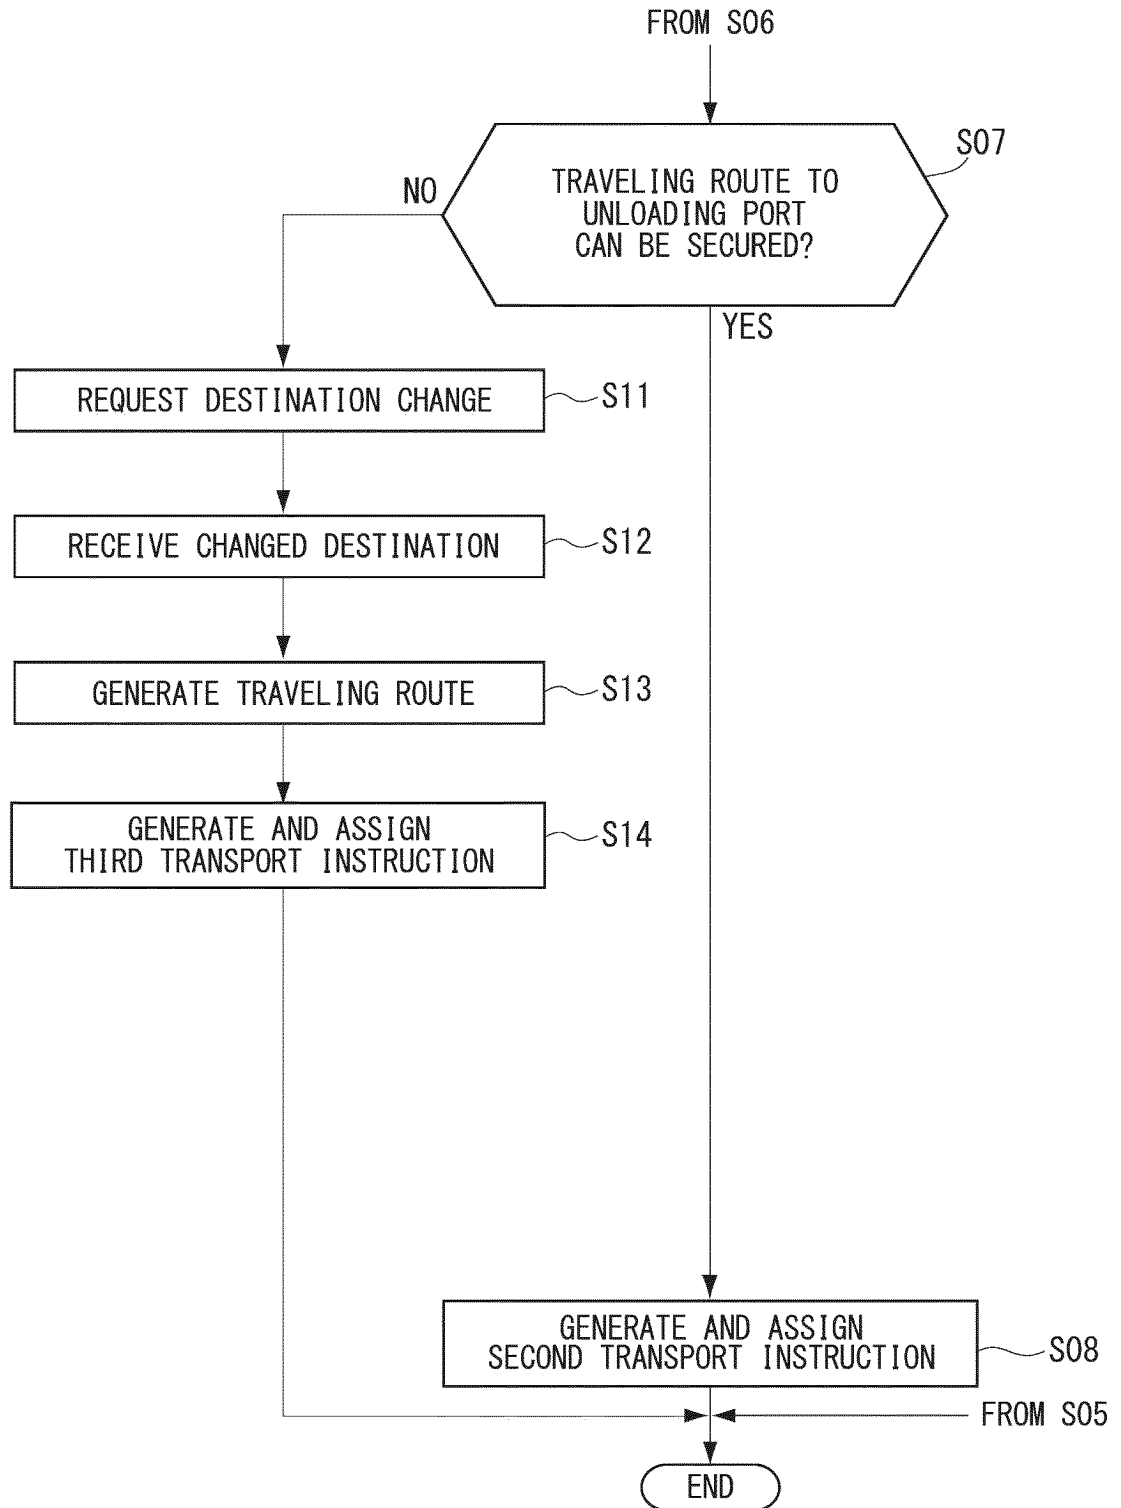 FROM S06
S07
TRAVELING ROUTE TO
UNLOADING PORT
CAN BE SECURED?
NO
YES
REQUEST DESTINATION CHANGE
S11
RECEIVE CHANGED DESTINATION
S12
GENERATE TRAVELING ROUTE
S13
GENERATE AND ASSIGN
THIRD TRANSPORT INSTRUCTION
S14
GENERATE AND ASSIGN
SECOND TRANSPORT INSTRUCTION
S08
FROM S05
END